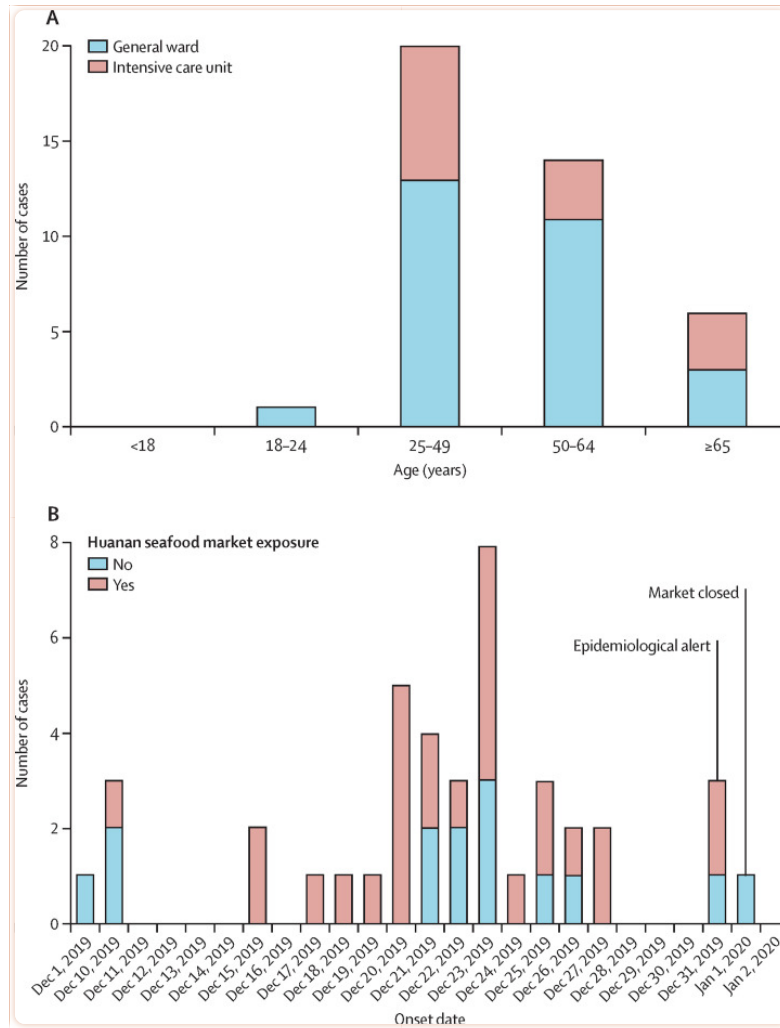 A
General ward
Intensive care unit
20
15
10
5
0
Number of cases
<18
18–24
25–49
50–64
≥65
Age (years)
B
Huanan seafood market exposure
No
Yes
8
6
4
2
0
Number of cases
Market closed
Epidemiological alert
Dec 1, 2019
Dec 10, 2019
Dec 11, 2019
Dec 12, 2019
Dec 13, 2019
Dec 14, 2019
Dec 15, 2019
Dec 16, 2019
Dec 17, 2019
Dec 18, 2019
Dec 19, 2019
Dec 20, 2019
Dec 21, 2019
Dec 22, 2019
Dec 23, 2019
Dec 24, 2019
Dec 25, 2019
Dec 26, 2019
Dec 27, 2019
Dec 28, 2019
Dec 29, 2019
Dec 30, 2019
Dec 31, 2019
Jan 1, 2020
Jan 2, 2020
Onset date